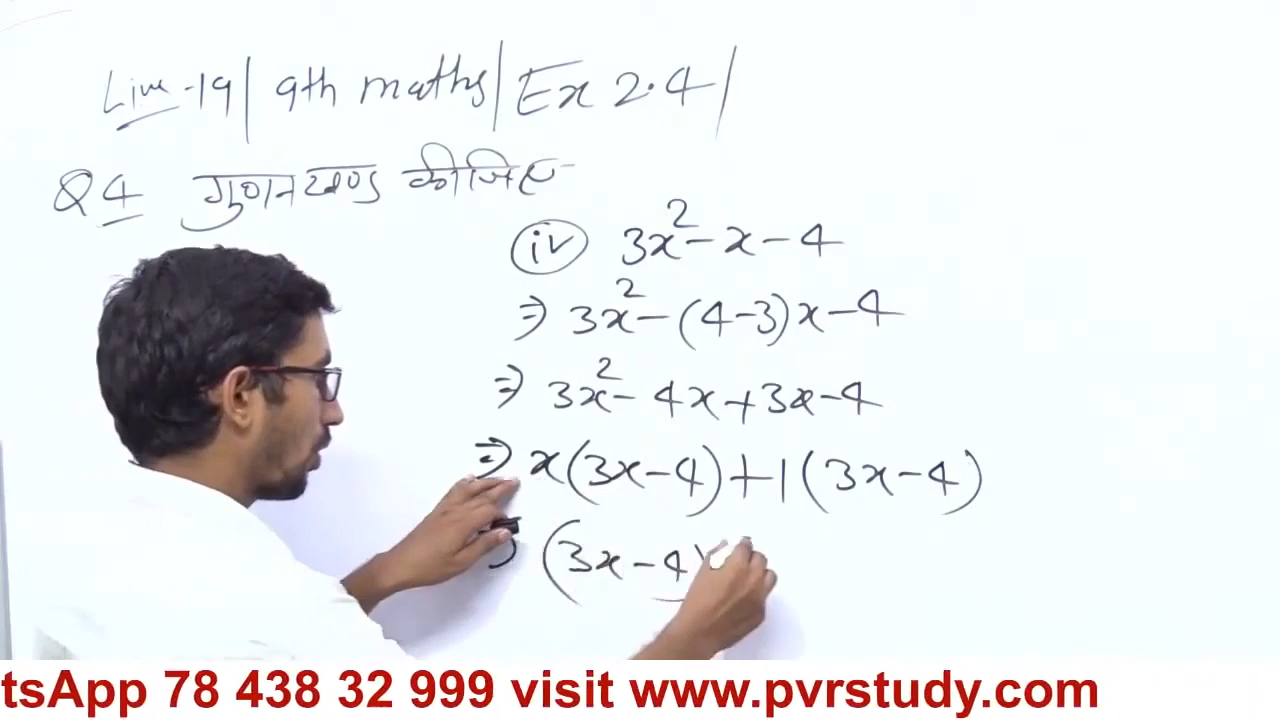 Live-19 | 9th maths | Ex 2.4 |
Q4 गुणनखण्ड कीजिए
iv 3x² - x - 4
⇒ 3x² - (4-3)x - 4
⇒ 3x² - 4x + 3x - 4
⇒ x(3x-4) + 1(3x-4)
(3x-4)
tsApp 78 438 32 999 visit www.pvrstudy.com